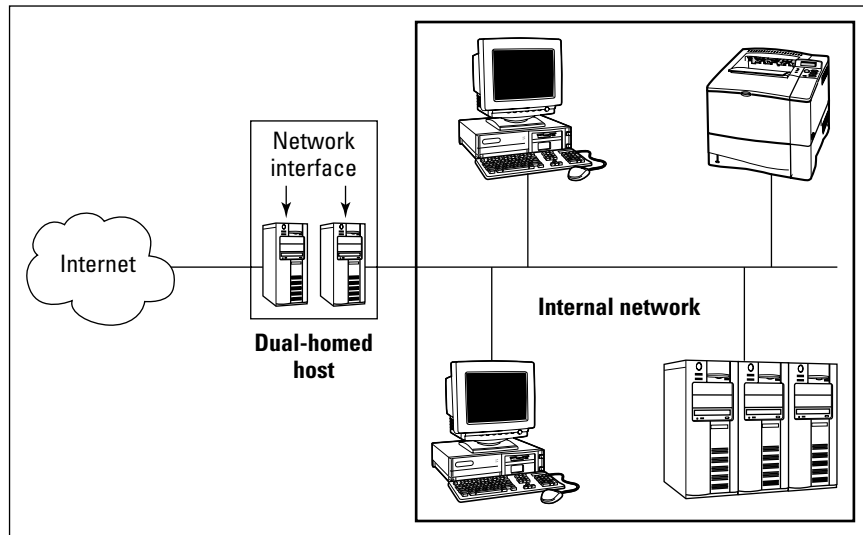 Network
interface
Internet
Dual-homed
host
Internal network